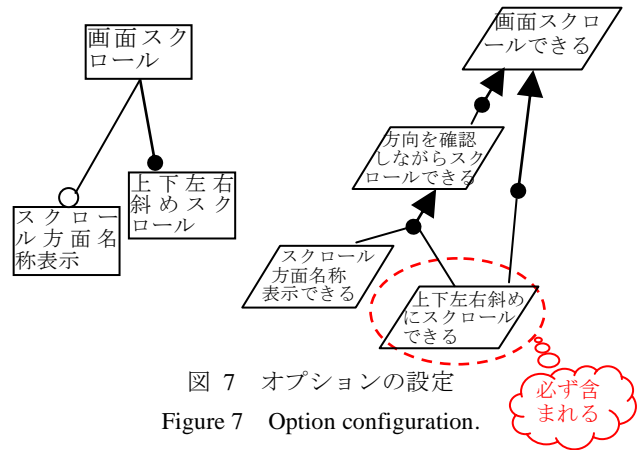 画面スク
ロール
上下左右
斜めスク
ロール
スクロー
ル方面名
称表示
画面スクロ
ールできる
方向を確認
しながらスク
ロールできる
スクロール
方面名称
表示できる
上下左右斜め
にスクロール
できる
必ず含
まれる
図 7 オプションの設定
Figure 7 Option configuration.